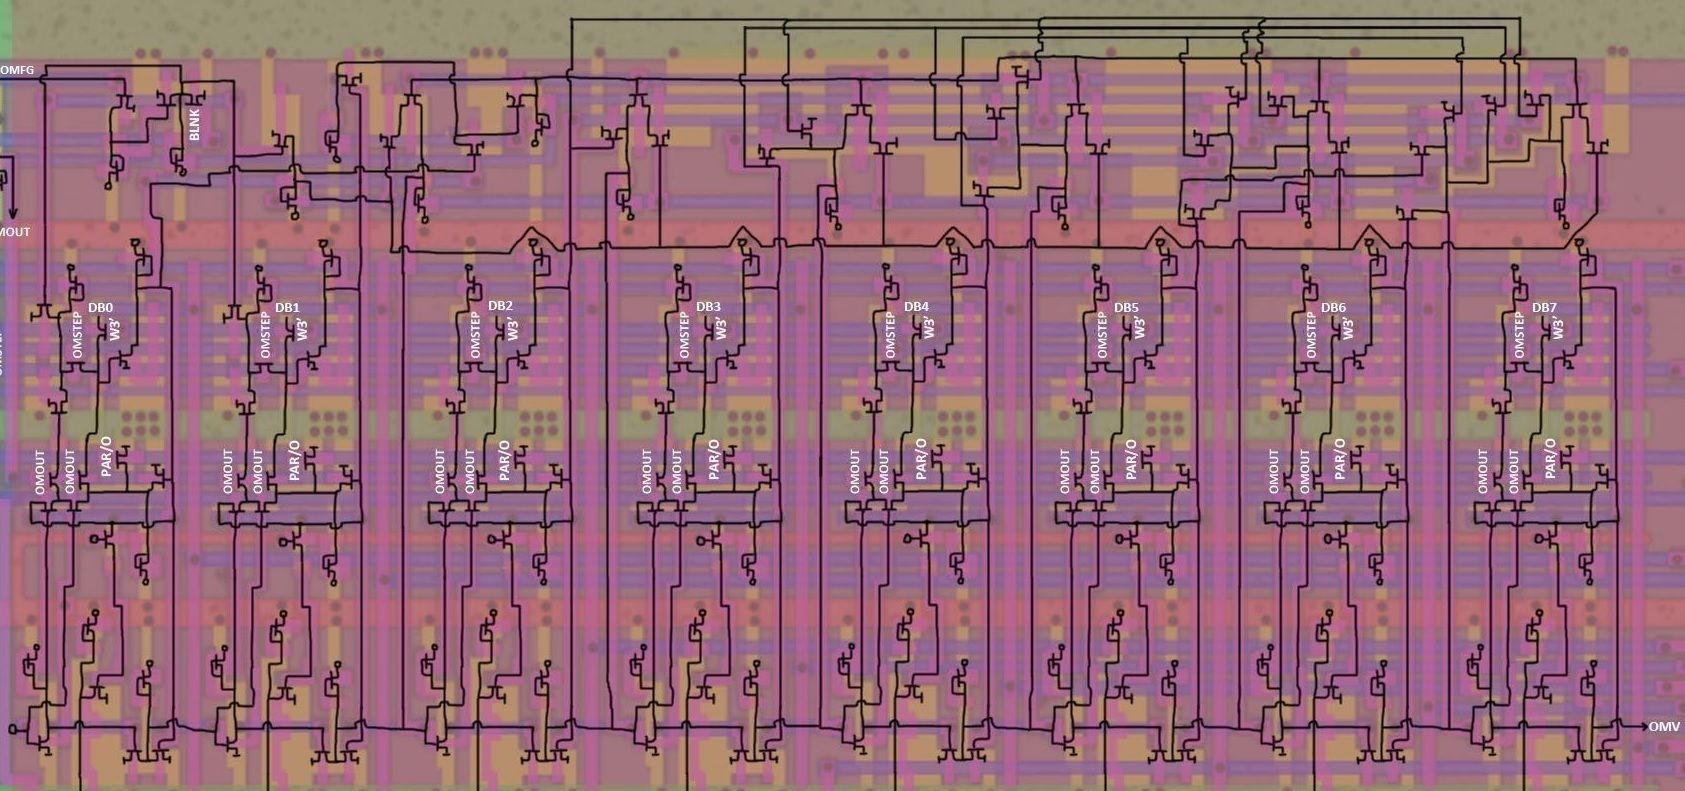 OMFG
BLNK
MOUT
DB0
OMSTEP
W3'
DB1
OMSTEP
W3'
DB2
OMSTEP
W3'
DB3
OMSTEP
W3'
DB4
OMSTEP
W3'
DB5
OMSTEP
W3'
DB6
OMSTEP
W3'
DB7
OMSTEP
W3'
OMOUT
OMOUT
PAR/O
OMOUT
OMOUT
PAR/O
OMOUT
OMOUT
PAR/O
OMOUT
OMOUT
PAR/O
OMOUT
OMOUT
PAR/O
OMOUT
OMOUT
PAR/O
OMOUT
OMOUT
PAR/O
OMOUT
OMOUT
PAR/O
OMV